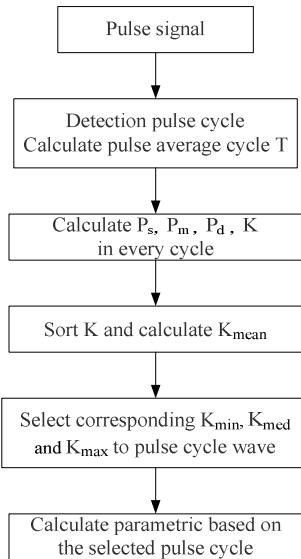 Pulse signal
Detection pulse cycle
Calculate pulse average cycle T
Calculate Ps, Pm, Pd, K
in every cycle
Sort K and calculate Kmean
Select corresponding Kmin, Kmed
and Kmax to pulse cycle wave
Calculate parametric based on
the selected pulse cycle